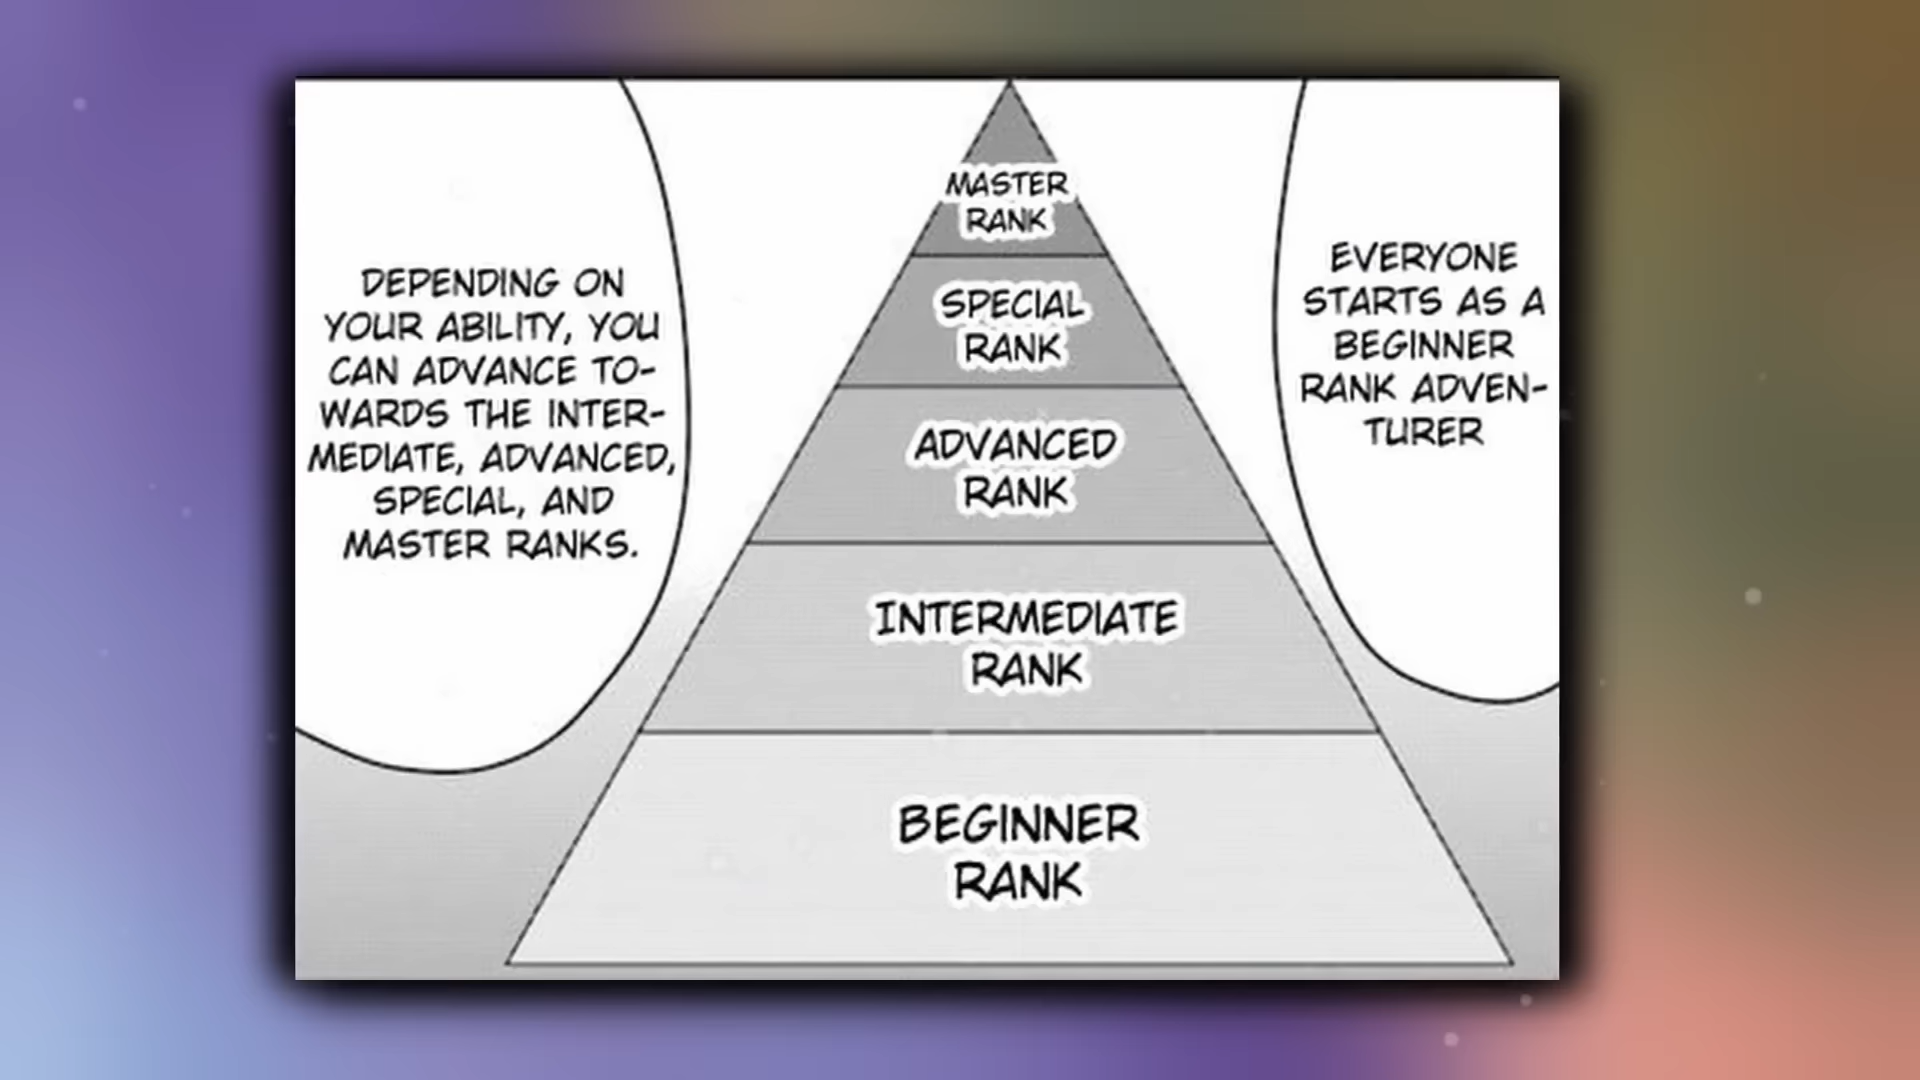 EVERYONE
STARTS AS A
BEGINNER
RANK ADVEN-
TURER
MASTER
RANK
SPECIAL
RANK
ADVANCED
RANK
INTERMEDIATE
RANK
BEGINNER
RANK
DEPENDING ON
YOUR ABILITY, YOU
CAN ADVANCE TO-
WARDS THE INTER-
MEDIATE, ADVANCED,
SPECIAL, AND
MASTER RANKS.